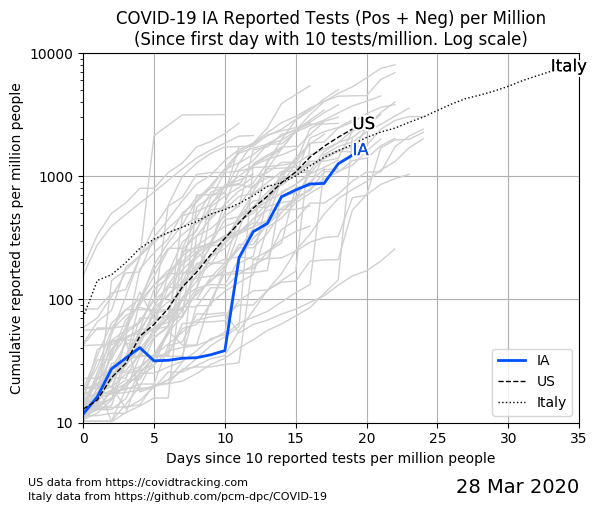 COVID-19 IA Reported Tests (Pos + Neg) per Million
(Since first day with 10 tests/million. Log scale)
Cumulative reported tests per million people
10000
1000
100
10
Italy
US
IA
IA
US
Italy
0 5 10 15 20 25 30 35
Days since 10 reported tests per million people
US data from https://covidtracking.com
Italy data from https://github.com/pcm-dpc/COVID-19
28 Mar 2020